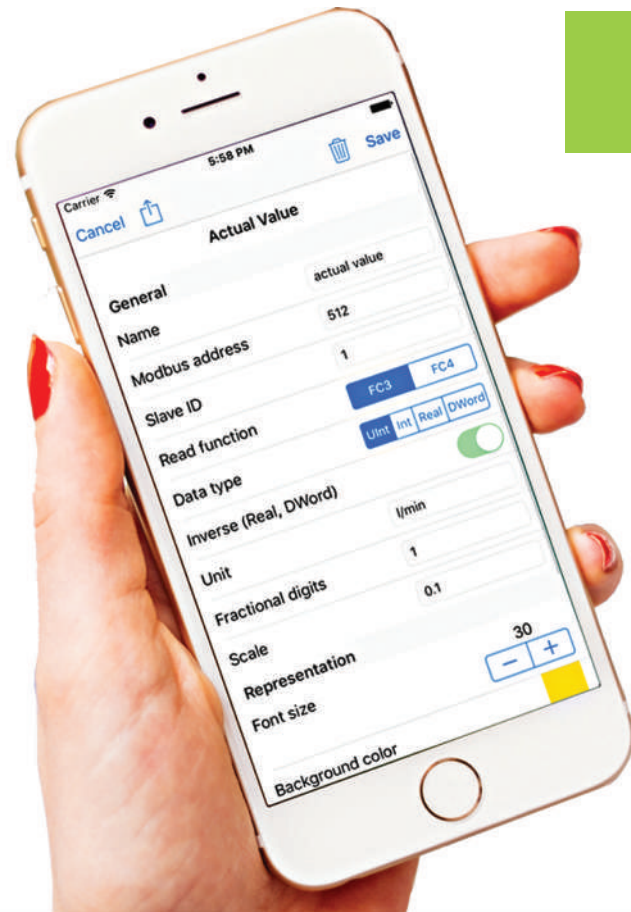 Carrier 5:58 PM
Cancel Save
Actual Value
General
Name actual value
Modbus address 512
Slave ID 1
Read function FC3 FC4
Data type UInt Int Real DWord
Inverse (Real, DWord)
Unit l/min
Fractional digits 1
Scale 0.1
Representation
Font size 30 − +
Background color